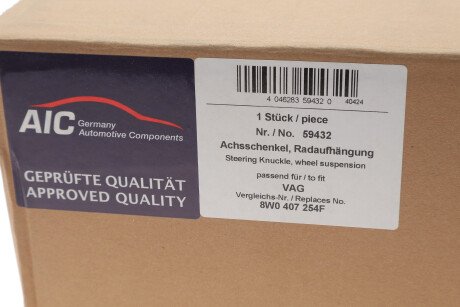 AIC Germany
Automotive Components
GEPRÜFTE QUALITÄT
APPROVED QUALITY
4 046283 59432 0 40424
1 Stück / piece
Nr. / No. 59432
Achsschenkel, Radaufhängung
Steering Knuckle, wheel suspension
passend für / to fit
VAG
Vergleichs-Nr. / Replaces No.
8W0 407 254F